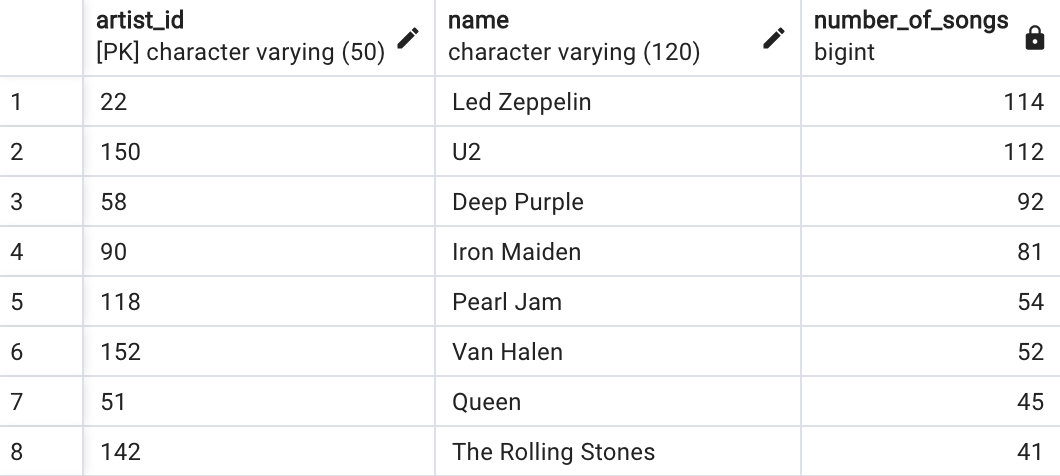 artist_id name number_of_songs
[PK] character varying (50) character varying (120) bigint
1 22 Led Zeppelin 114
2 150 U2 112
3 58 Deep Purple 92
4 90 Iron Maiden 81
5 118 Pearl Jam 54
6 152 Van Halen 52
7 51 Queen 45
8 142 The Rolling Stones 41